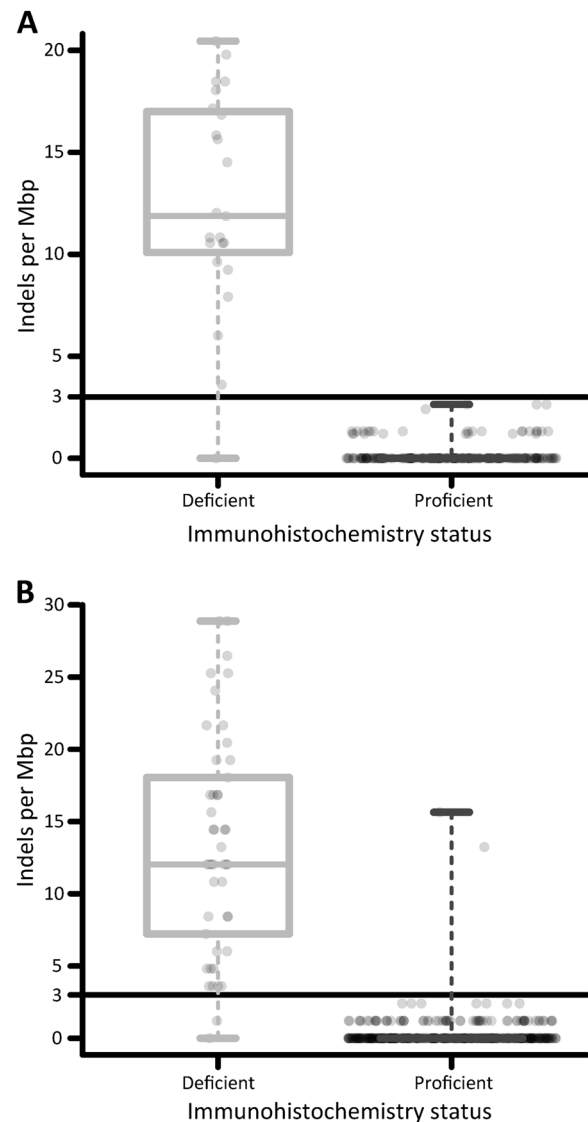 A
20
15
10
5
3
0
Indels per Mbp
Deficient Proficient
Immunohistochemistry status
B
30
25
20
15
10
5
3
0
Indels per Mbp
Deficient Proficient
Immunohistochemistry status